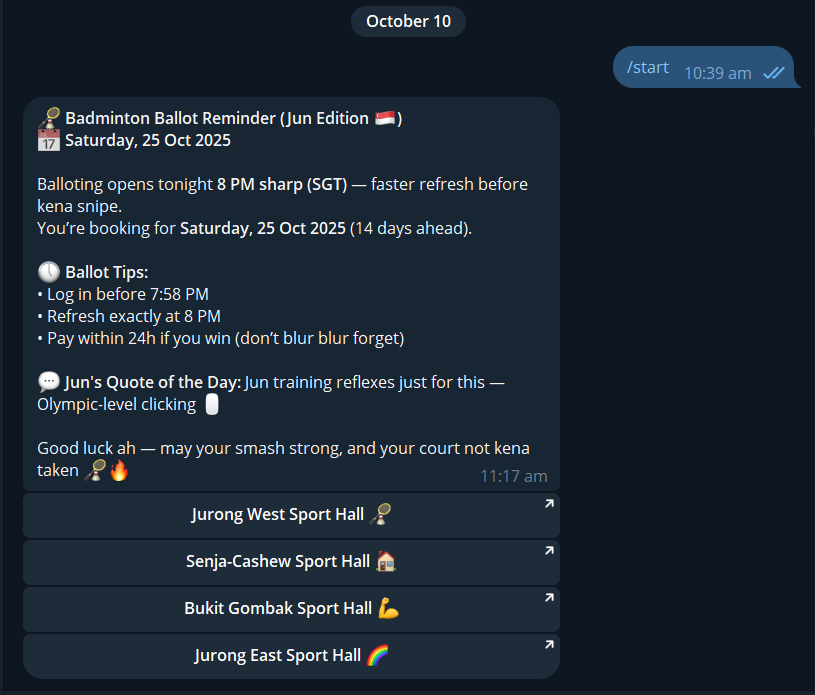 October 10
/start 10:39 am
🏸 Badminton Ballot Reminder (Jun Edition 🇸🇬)
📅 Saturday, 25 Oct 2025
Balloting opens tonight 8 PM sharp (SGT) — faster refresh before
kena snipe.
You’re booking for Saturday, 25 Oct 2025 (14 days ahead).
🕔 Ballot Tips:
• Log in before 7:58 PM
• Refresh exactly at 8 PM
• Pay within 24h if you win (don’t blur blur forget)
💬 Jun's Quote of the Day: Jun training reflexes just for this —
Olympic-level clicking 🖱️
Good luck ah — may your smash strong, and your court not kena
taken 🏸🔥
11:17 am
Jurong West Sport Hall 🏸
Senja-Cashew Sport Hall 🏠
Bukit Gombak Sport Hall 💪
Jurong East Sport Hall 🌈